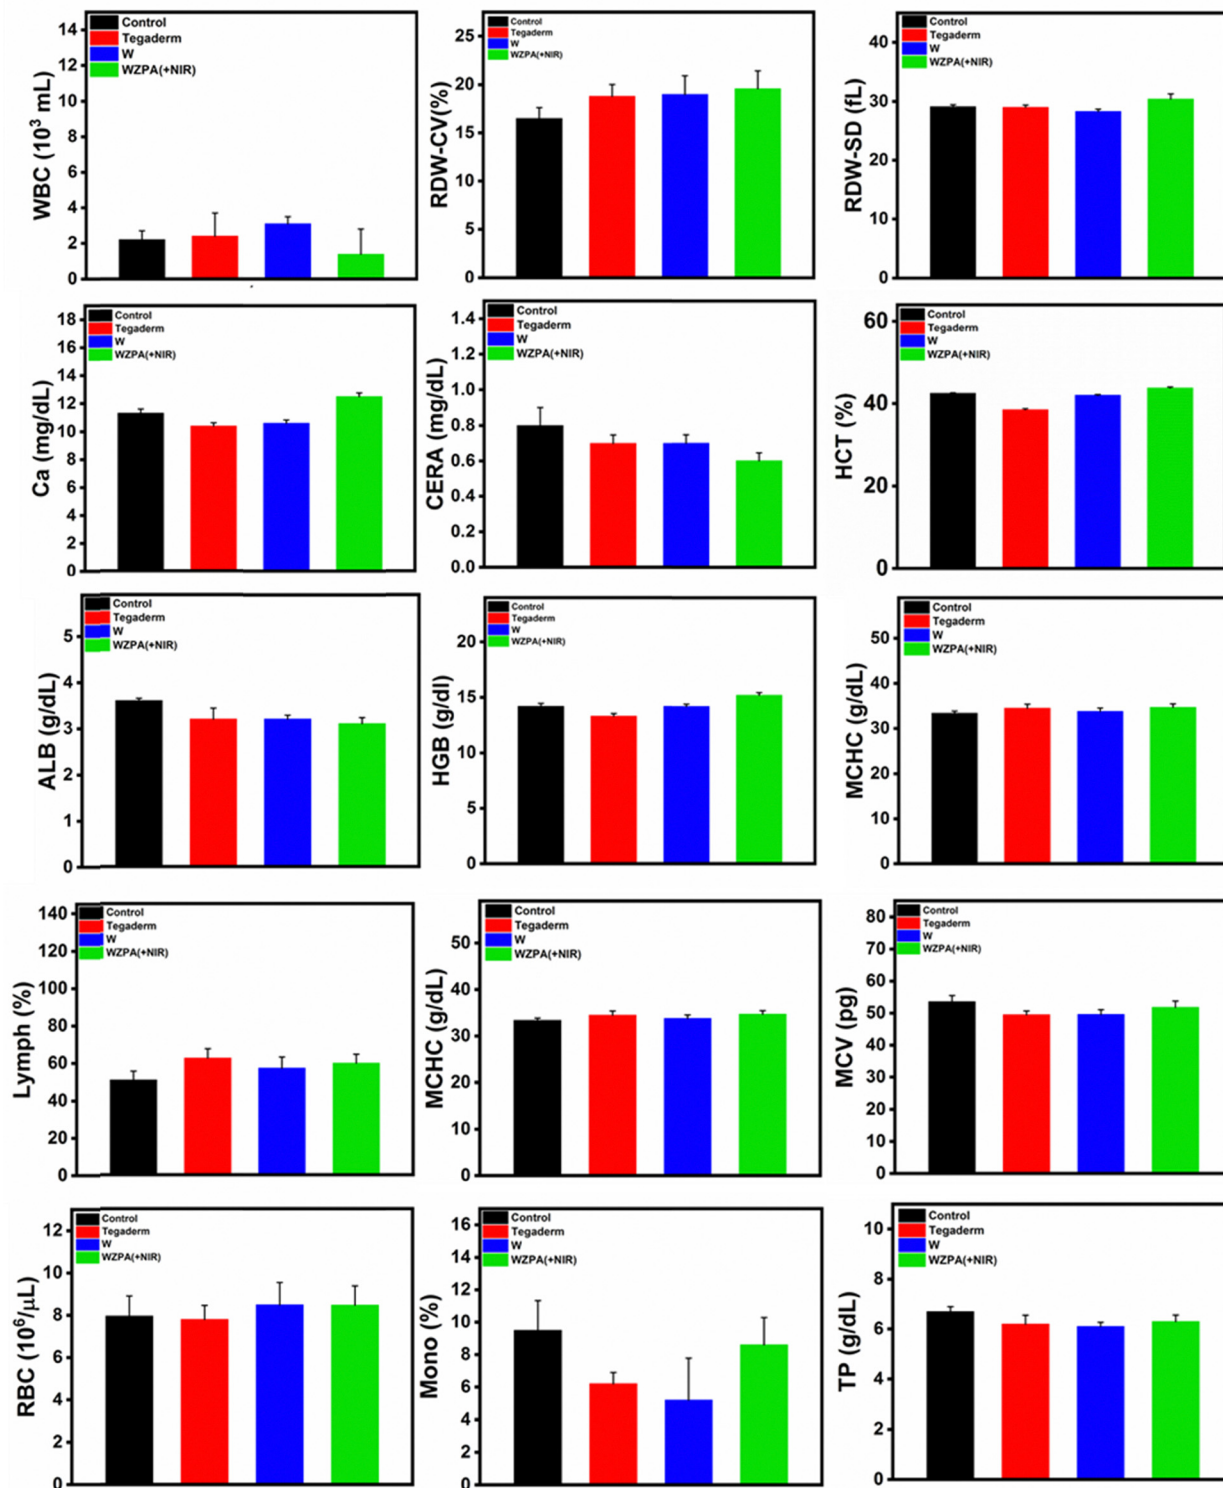 WBC (10³ mL)
14
12
10
8
6
4
2
0
Control
Tegaderm
W
WZPA(+NIR)
RDW-CV(%)
25
20
15
10
5
0
Control
Tegaderm
W
WZPA(+NIR)
RDW-SD (fL)
40
30
20
10
0
Control
Tegaderm
W
WZPA(+NIR)
Ca (mg/dL)
18
16
14
12
10
8
6
4
2
0
Control
Tegaderm
W
WZPA(+NIR)
CERA (mg/dL)
1.4
1.2
1.0
0.8
0.6
0.4
0.2
0.0
Control
Tegaderm
W
WZPA(+NIR)
HCT (%)
60
40
20
0
Control
Tegaderm
W
WZPA(+NIR)
ALB (g/dL)
5
4
3
2
1
0
Control
Tegaderm
W
WZPA(+NIR)
HGB (g/dl)
20
15
10
5
0
Control
Tegaderm
W
WZPA(+NIR)
MCHC (g/dL)
50
40
30
20
10
0
Control
Tegaderm
W
WZPA(+NIR)
Lymph (%)
140
120
100
80
60
40
20
0
Control
Tegaderm
W
WZPA(+NIR)
MCHC (g/dL)
50
40
30
20
10
0
Control
Tegaderm
W
WZPA(+NIR)
MCV (pg)
80
70
60
50
40
30
20
10
0
Control
Tegaderm
W
WZPA(+NIR)
RBC (10⁶/μL)
12
10
8
6
4
2
0
Control
Tegaderm
W
WZPA(+NIR)
Mono (%)
16
14
12
10
8
6
4
2
0
Control
Tegaderm
W
WZPA(+NIR)
TP (g/dL)
10
8
6
4
2
0
Control
Tegaderm
W
WZPA(+NIR)